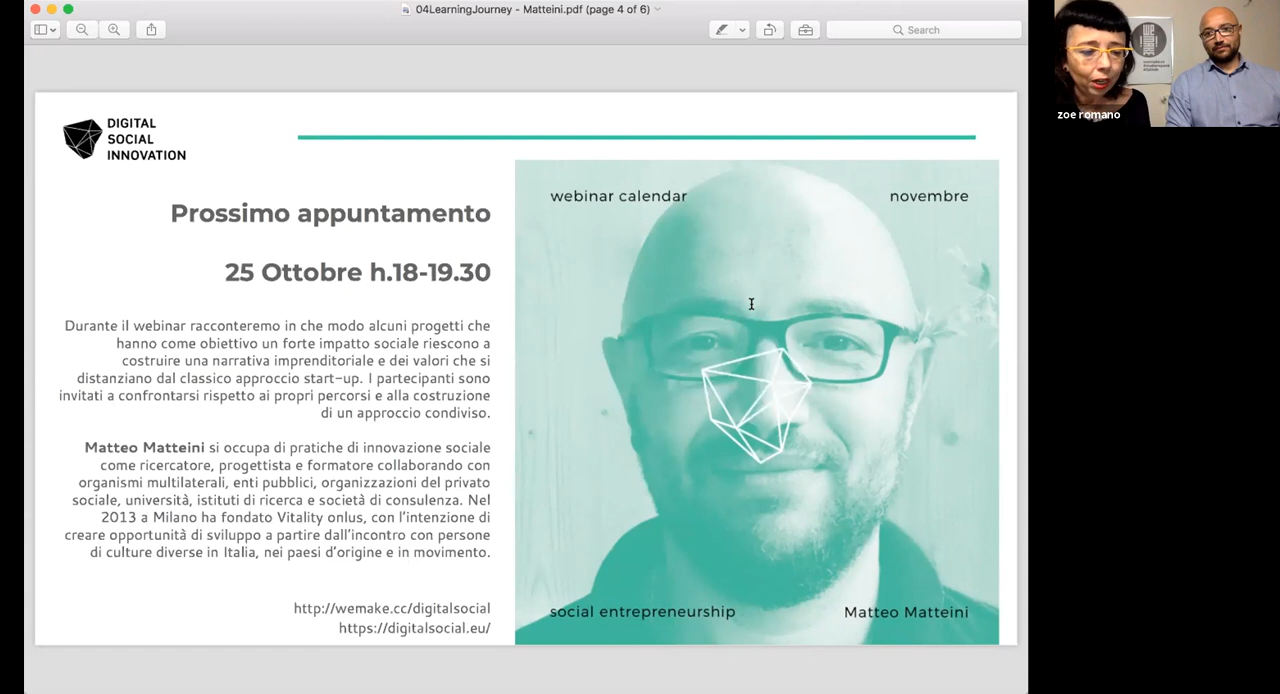 04LearningJourney - Matteini.pdf (page 4 of 6)
Search
zoe romano
DIGITAL
SOCIAL
INNOVATION
Prossimo appuntamento
25 Ottobre h.18-19.30
Durante il webinar racconteremo in che modo alcuni progetti che
hanno come obiettivo un forte impatto sociale riescono a
costruire una narrativa imprenditoriale e dei valori che si
distanziano dal classico approccio start-up. I partecipanti sono
invitati a confrontarsi rispetto ai propri percorsi e alla costruzione
di un approccio condiviso.
Matteo Matteini si occupa di pratiche di innovazione sociale
come ricercatore, progettista e formatore collaborando con
organismi multilaterali, enti pubblici, organizzazioni del privato
sociale, università, istituti di ricerca e società di consulenza. Nel
2013 a Milano ha fondato Vitality onlus, con l'intenzione di
creare opportunità di sviluppo a partire dall'incontro con persone
di culture diverse in Italia, nei paesi d'origine e in movimento.
http://wemake.cc/digitalsocial
https://digitalsocial.eu/
webinar calendar
novembre
social entrepreneurship
Matteo Matteini